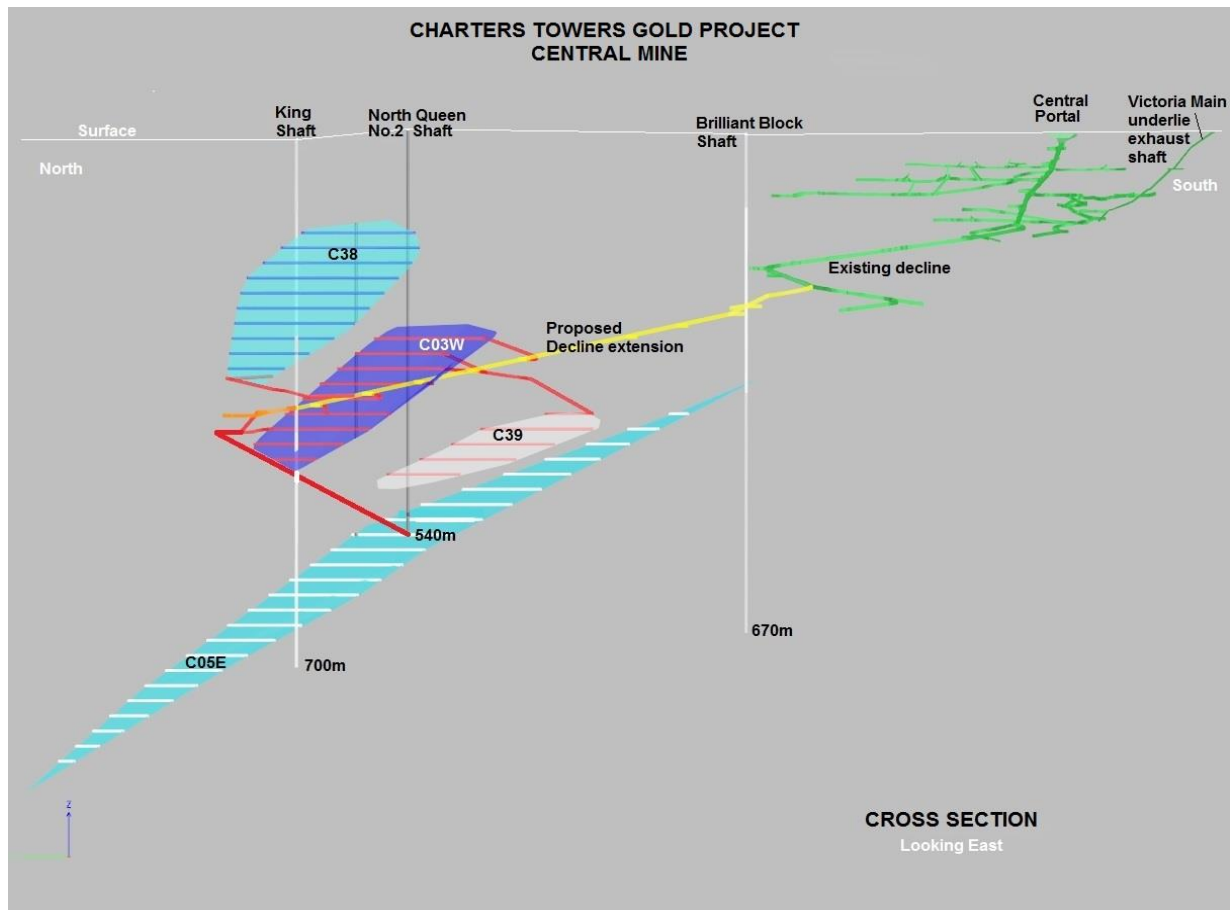 CHARTERS TOWERS GOLD PROJECT
CENTRAL MINE
King
Shaft
North Queen
No.2 Shaft
Brilliant Block
Shaft
Central
Portal
Victoria Main
underlie
exhaust
shaft
Surface
North
South
C38
Existing decline
Proposed
Decline extension
C03W
C39
540m
670m
C05E
700m
z
CROSS SECTION
Looking East